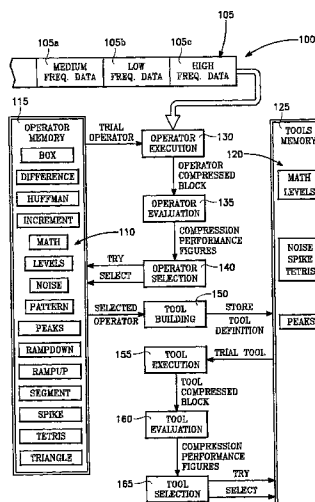 105
105a
105b
105c
100
MEDIUM
FREQ. DATA
LOW
FREQ. DATA
HIGH
FREQ. DATA
115
125
OPERATOR
MEMORY
TRIAL
OPERATOR
OPERATOR
EXECUTION
130
TOOLS
MEMORY
BOX
120
DIFFERENCE
OPERATOR
COMPRESSED
BLOCK
MATH
LEVELS
HUFFMAN
INCREMENT
OPERATOR
EVALUATION
135
MATH
110
COMPRESSION
PERFORMANCE
FIGURES
LEVELS
TRY
SELECT
OPERATOR
SELECTION
140
NOISE
SPIKE
TETRIS
NOISE
PATTERN
150
PEAKS
SELECTED
OPERATOR
TOOL
BUILDING
STORE
TOOL
DEFINITION
PEAKS
RAMPDOWN
155
RAMPUP
TOOL
EXECUTION
TRIAL TOOL
SEGMENT
TOOL
COMPRESSED
BLOCK
SPIKE
160
TOOL
EVALUATION
TETRIS
COMPRESSION
PERFORMANCE
FIGURES
TRIANGLE
165
TOOL
SELECTION
TRY
SELECT